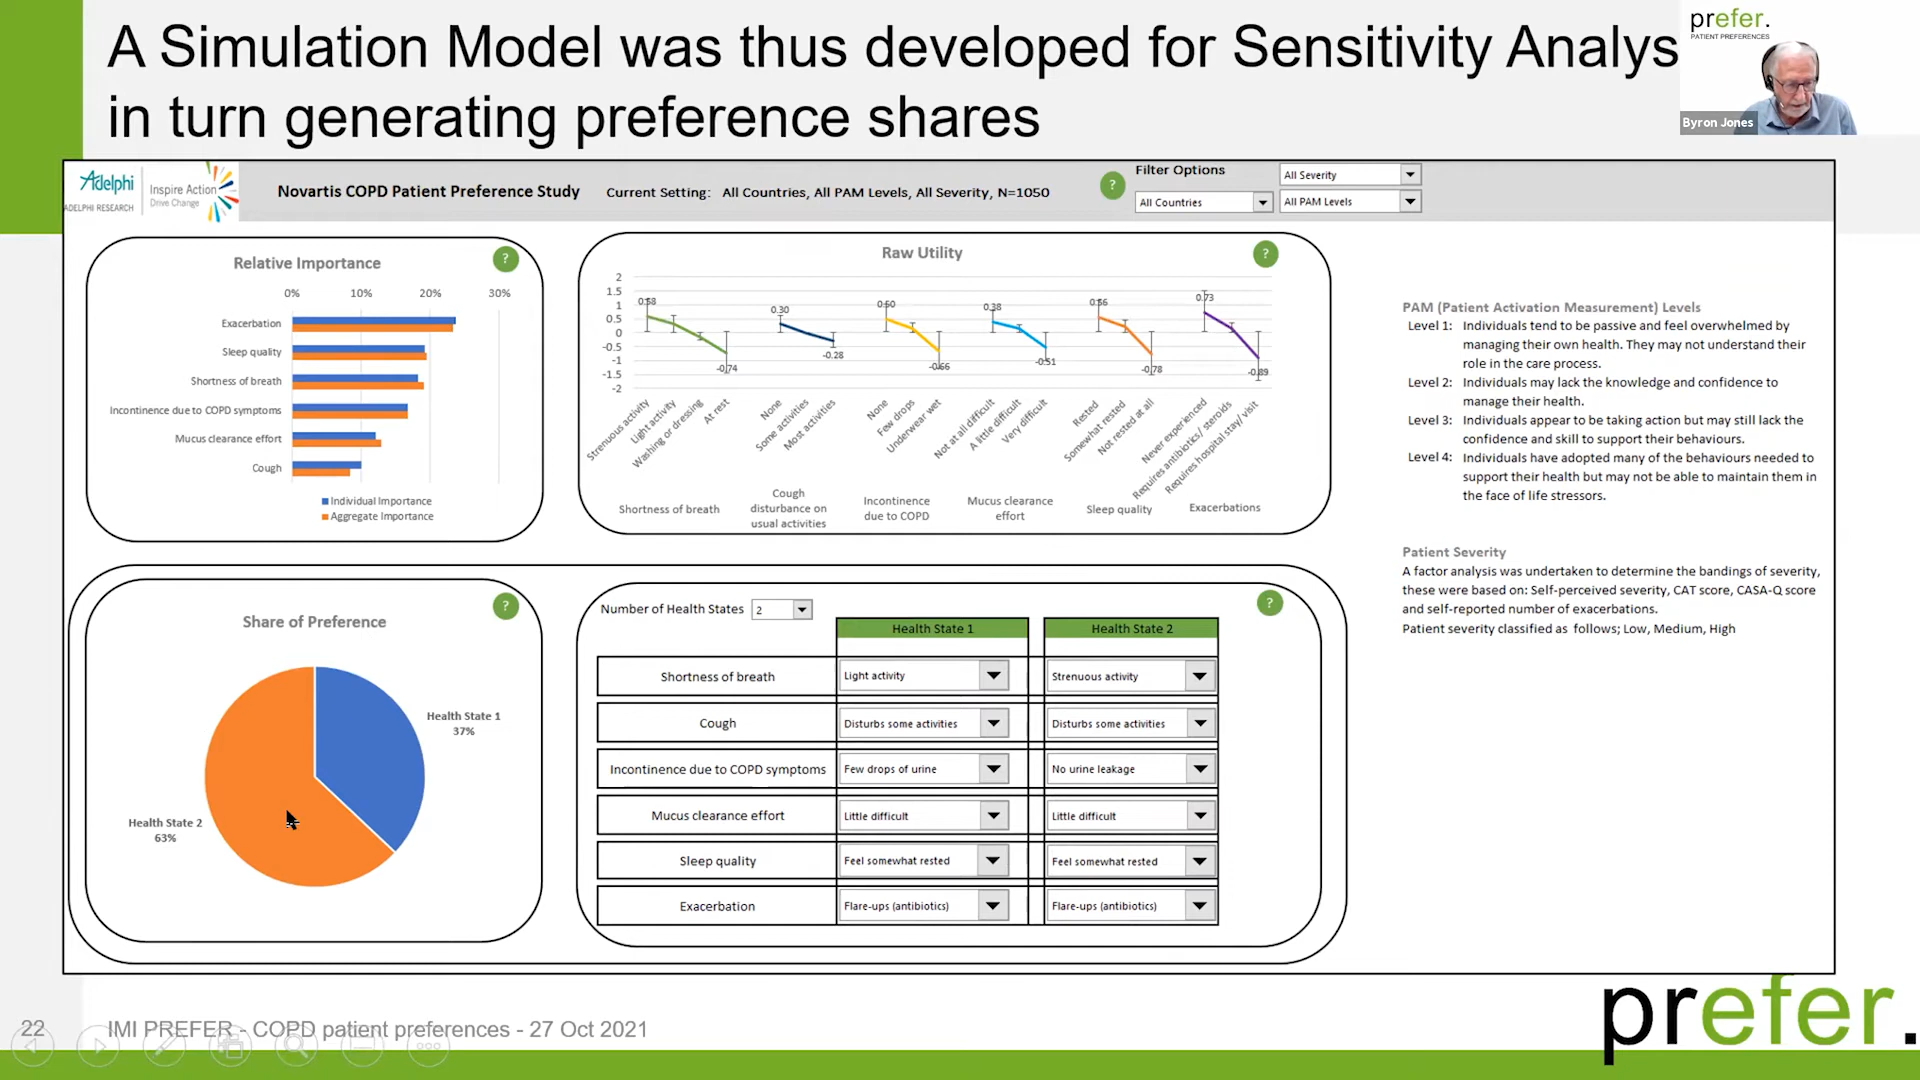 A Simulation Model was thus developed for Sensitivity Analys
in turn generating preference shares
prefer.
PATIENT PREFERENCES
Byron Jones
Adelphi
ADELPHI RESEARCH
Inspire Action
Drive Change
Novartis COPD Patient Preference Study
Current Setting: All Countries, All PAM Levels, All Severity, N=1050
?
Filter Options
All Severity
All Countries
All PAM Levels
Relative Importance
?
0% 10% 20% 30%
Exacerbation
Sleep quality
Shortness of breath
Incontinence due to COPD symptoms
Mucus clearance effort
Cough
Individual Importance
Aggregate Importance
Raw Utility
?
2
1.5
1
0.5
0
-0.5
-1
-1.5
-2
0.58
-0.74
0.30
-0.28
0.50
-0.66
0.38
-0.51
0.56
-0.78
0.73
-0.89
Strenuous activity
Light activity
Washing or dressing
At rest
None
Some activities
Most activities
None
Few drops
Underwear wet
Not at all difficult
A little difficult
Very difficult
Rested
Somewhat rested
Not rested at all
Never experienced
Requires antibiotics/ steroids
Requires hospital stay/ visit
Shortness of breath
Cough
disturbance on
usual activities
Incontinence
due to COPD
Mucus clearance
effort
Sleep quality
Exacerbations
PAM (Patient Activation Measurement) Levels
Level 1: Individuals tend to be passive and feel overwhelmed by
managing their own health. They may not understand their
role in the care process.
Level 2: Individuals may lack the knowledge and confidence to
manage their health.
Level 3: Individuals appear to be taking action but may still lack the
confidence and skill to support their behaviours.
Level 4: Individuals have adopted many of the behaviours needed to
support their health but may not be able to maintain them in
the face of life stressors.
Patient Severity
A factor analysis was undertaken to determine the bandings of severity,
these were based on: Self-perceived severity, CAT score, CASA-Q score
and self-reported number of exacerbations.
Patient severity classified as follows; Low, Medium, High
Share of Preference
?
Health State 1
37%
Health State 2
63%
Number of Health States 2
?
Health State 1 Health State 2
Shortness of breath Light activity Strenuous activity
Cough Disturbs some activities Disturbs some activities
Incontinence due to COPD symptoms Few drops of urine No urine leakage
Mucus clearance effort Little difficult Little difficult
Sleep quality Feel somewhat rested Feel somewhat rested
Exacerbation Flare-ups (antibiotics) Flare-ups (antibiotics)
22 IMI PREFER - COPD patient preferences - 27 Oct 2021
prefer.